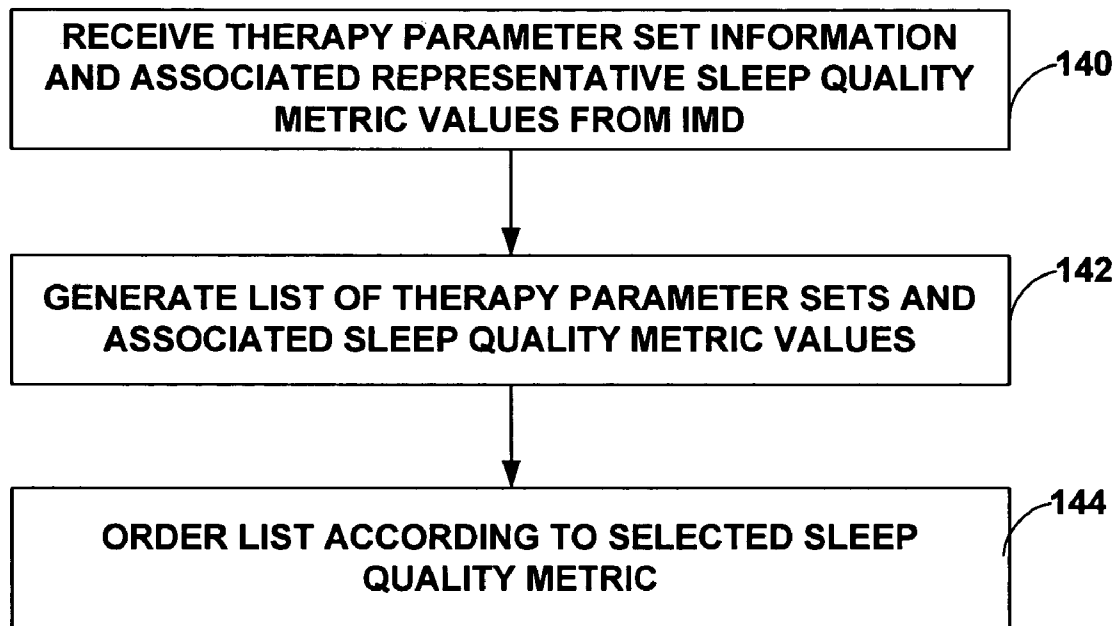 RECEIVE THERAPY PARAMETER SET INFORMATION
AND ASSOCIATED REPRESENTATIVE SLEEP QUALITY
METRIC VALUES FROM IMD
140
GENERATE LIST OF THERAPY PARAMETER SETS AND
ASSOCIATED SLEEP QUALITY METRIC VALUES
142
ORDER LIST ACCORDING TO SELECTED SLEEP
QUALITY METRIC
144